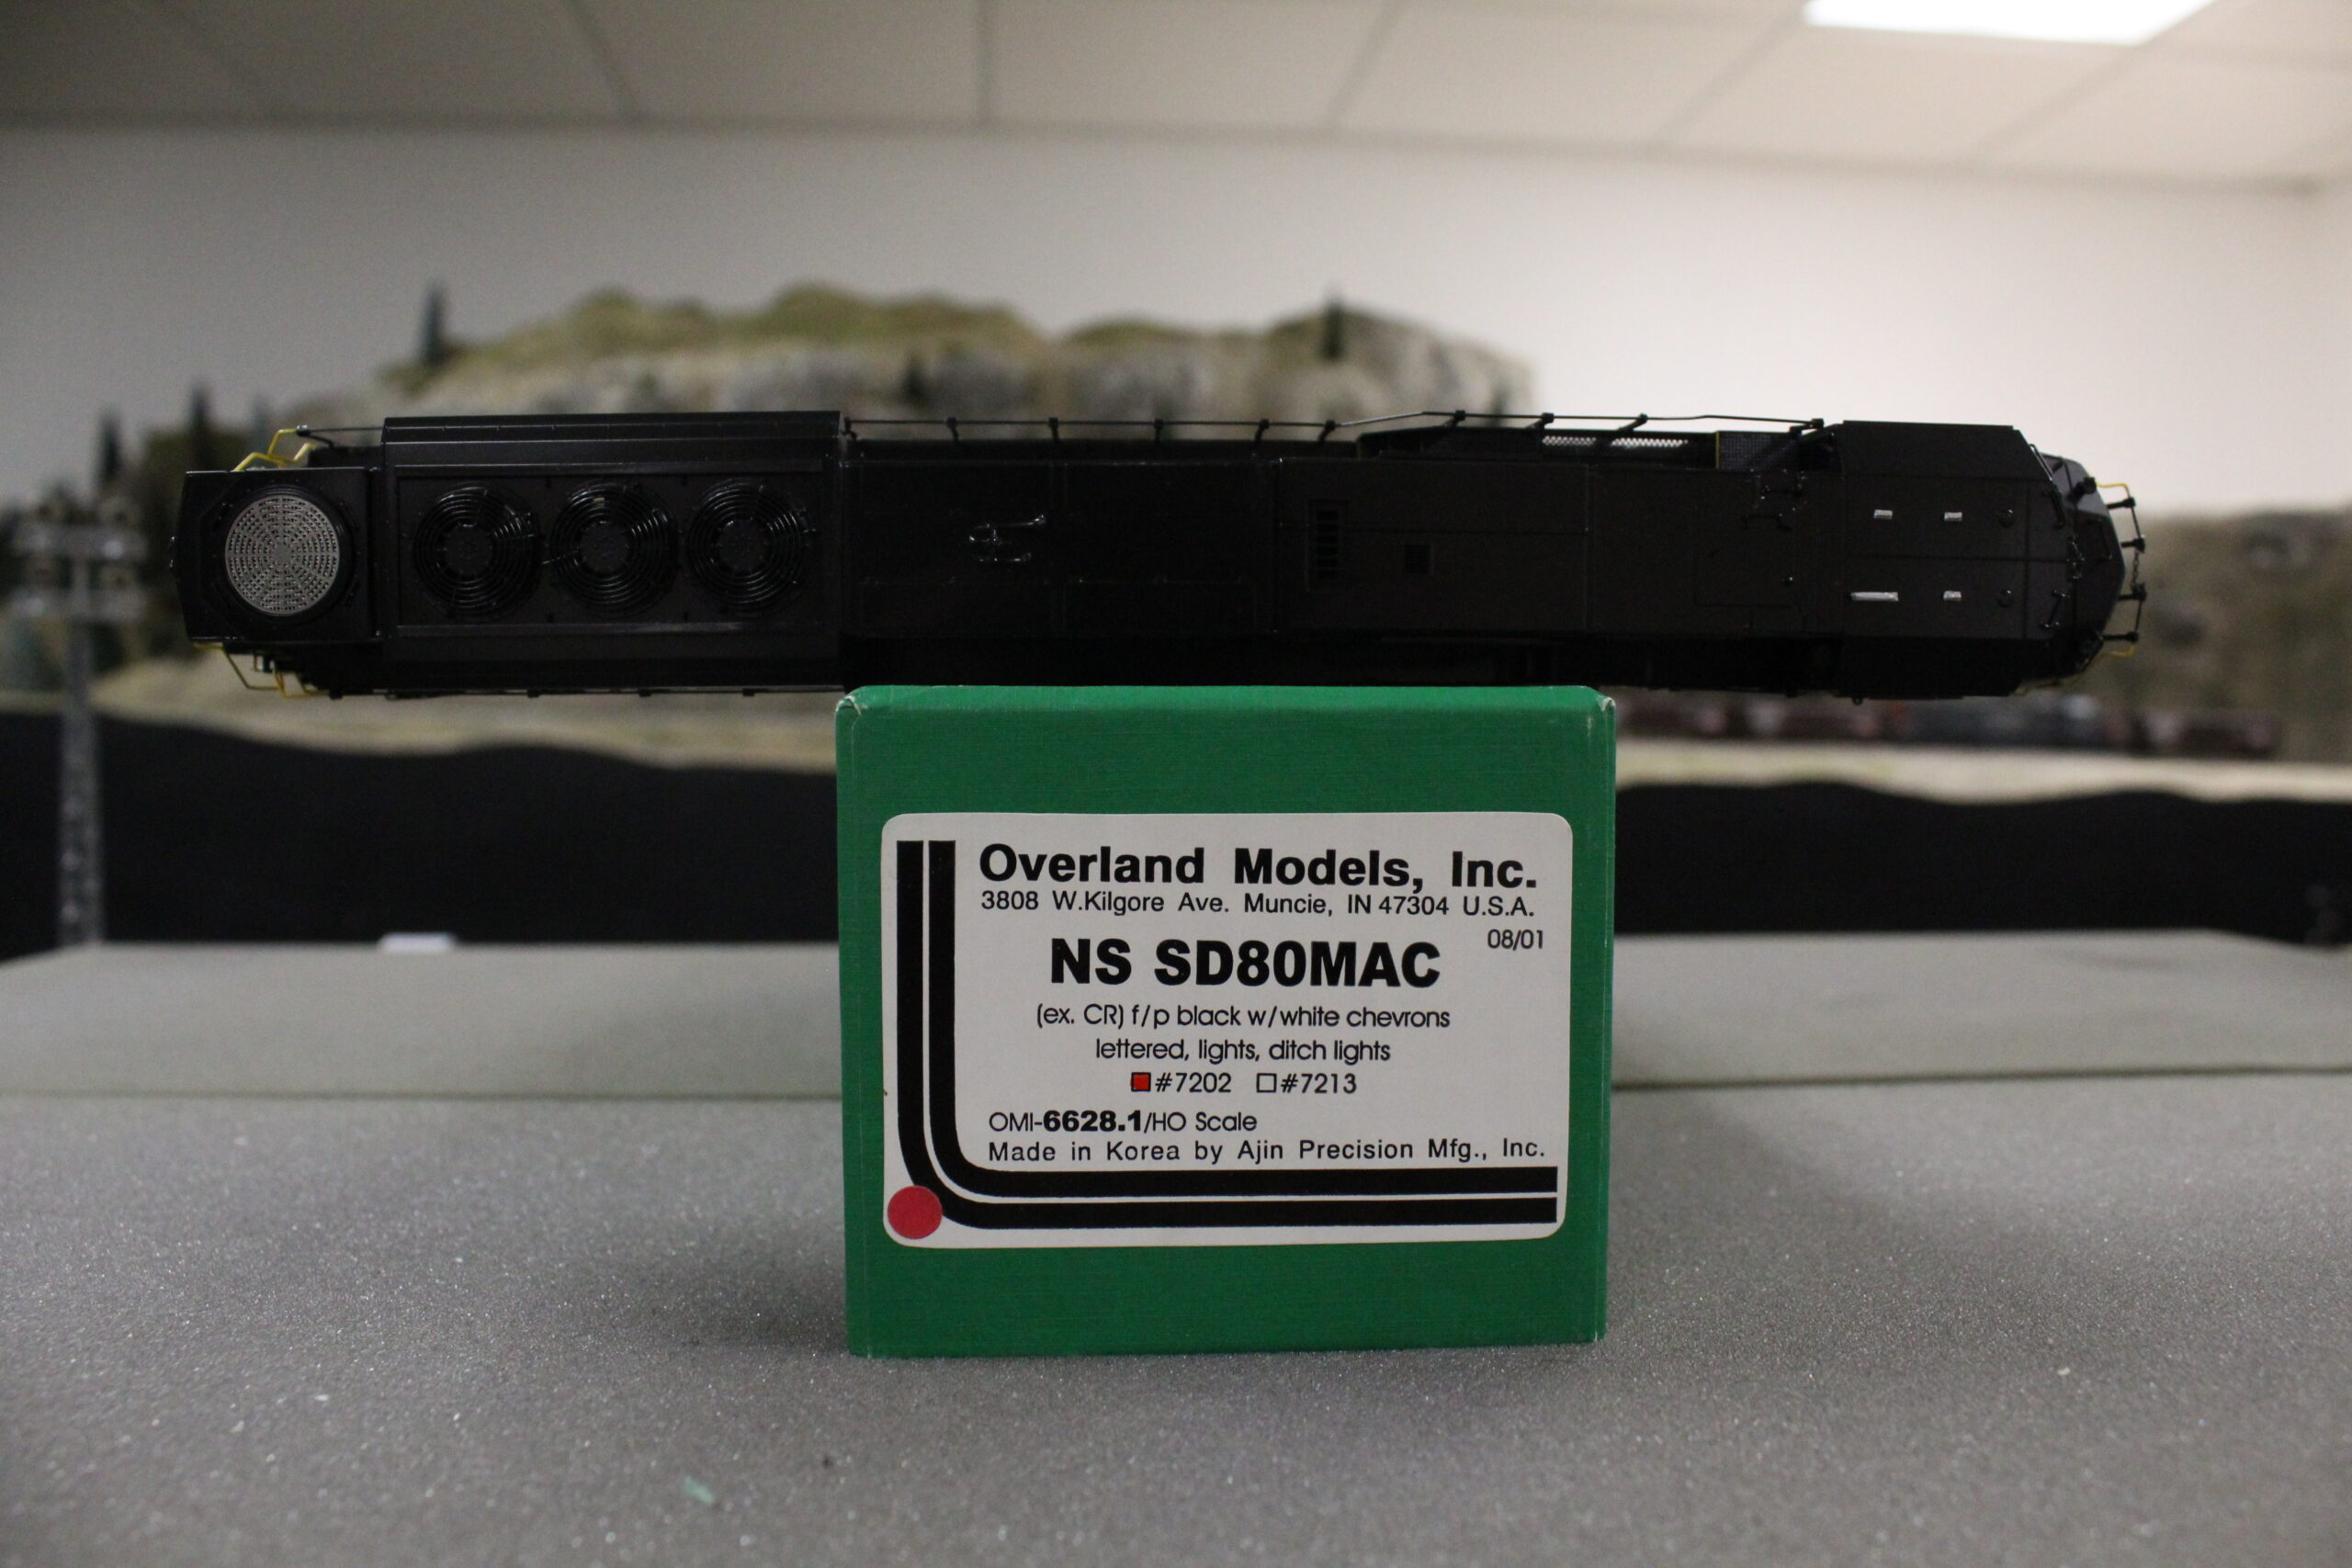 Overland Models, Inc.
3808 W.Kilgore Ave. Muncie, IN 47304 U.S.A.
08/01
NS SD80MAC
(ex. CR) f/p black w/white chevrons
lettered, lights, ditch lights
#7202 #7213
OMI-6628.1/HO Scale
Made in Korea by Ajin Precision Mfg., Inc.